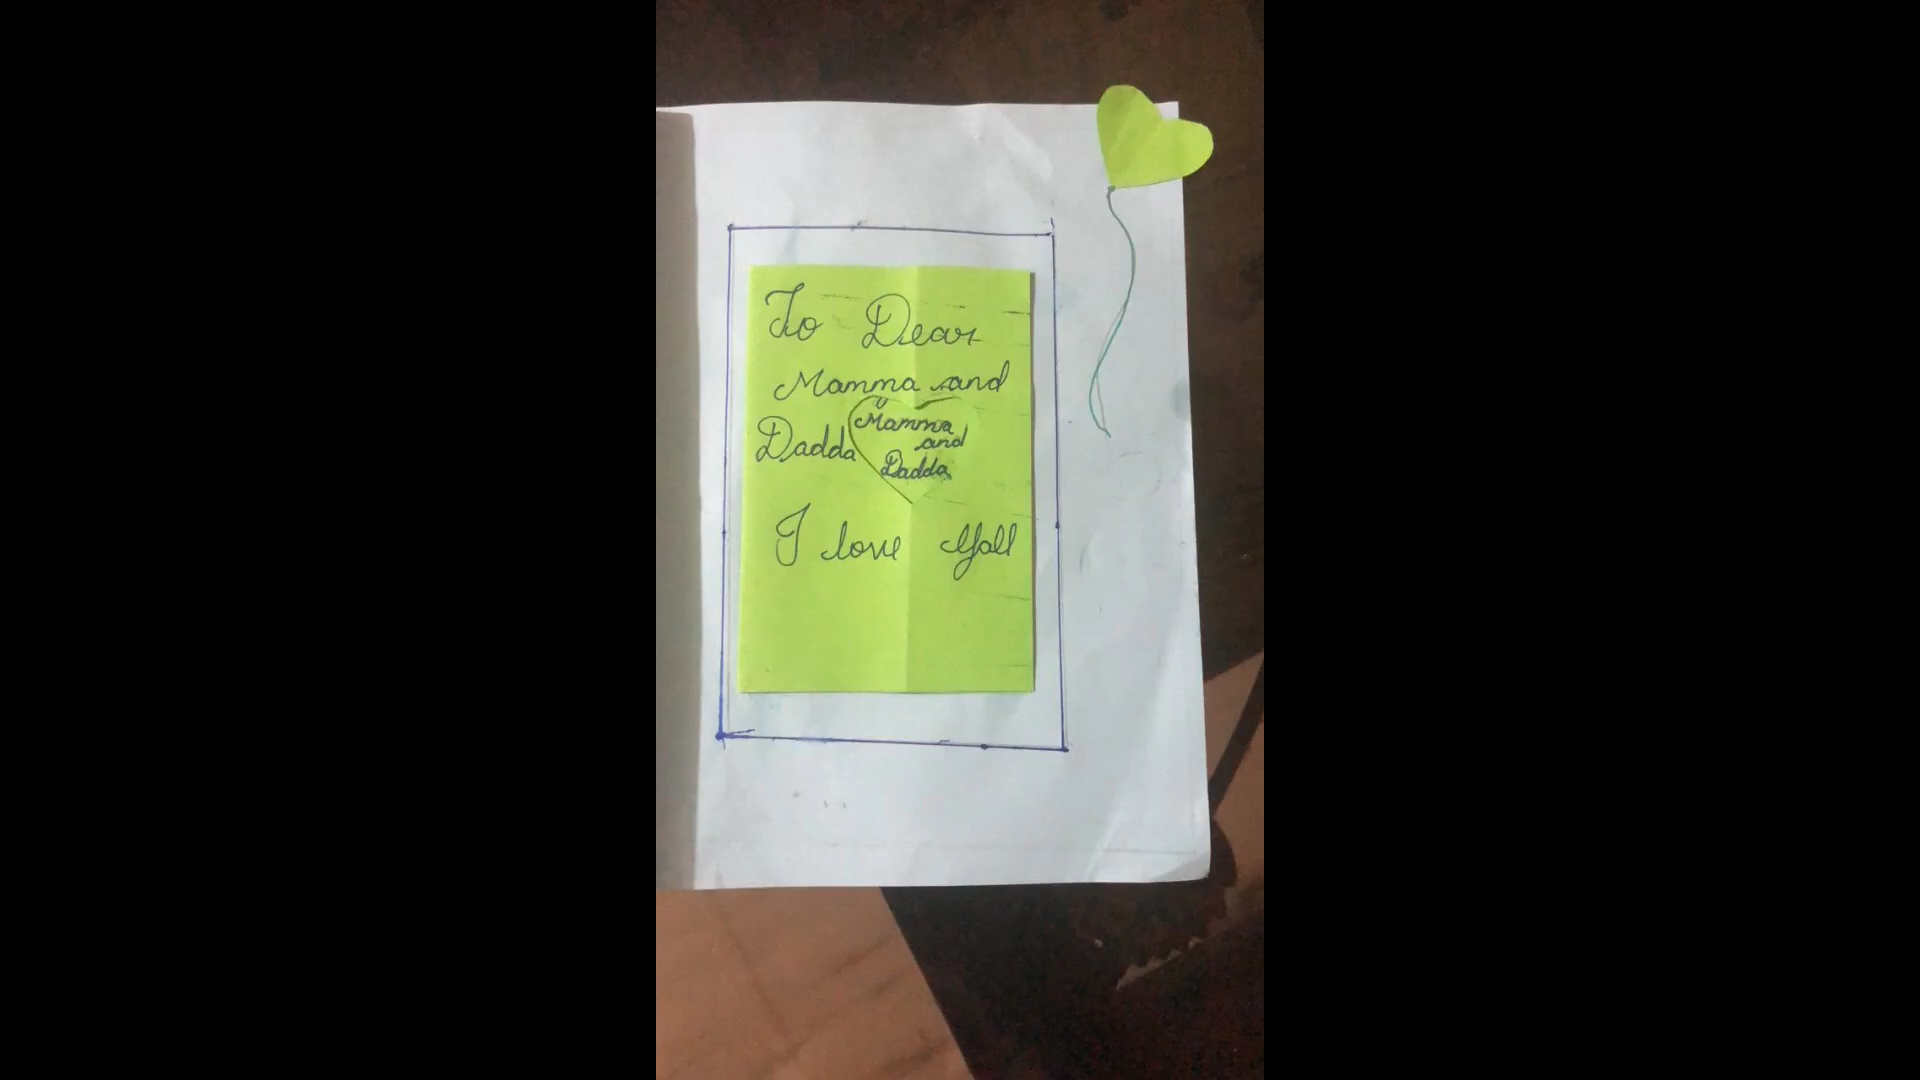 To Dear
Mamma and
Dadda
Mamma
and
Dadda
I love Yall